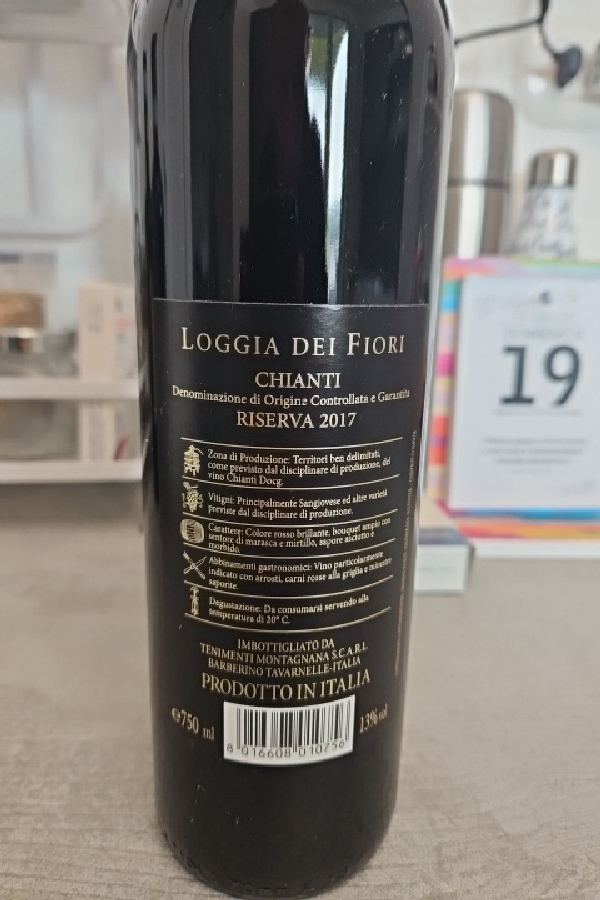 LOGGIA DEI FIORI
CHIANTI
Denominazione di Origine Controllata e Garantita
RISERVA 2017
Zona di Produzione: Territori ben delimitati,
come previsto dal disciplinare di produzione, del
vino Chianti Docg.
Vitigni: Principalmente Sangiovese ed altre varietà
previste dal disciplinare di produzione.
Carattere: Colore rosso brillante, bouquet ampio con
sentore di marasca e mirtillo, sapore asciutto e
morbido.
Abbinamenti gastronomici: Vino particolarmente
indicato con arrosti, carni rosse alla griglia e minestre
saporite.
Degustazione: Da consumarsi servendo alla
temperatura di 20° C.
IMBOTTIGLIATO DA
TENIMENTI MONTAGNANA S.C.A.R.L.
BARBERINO TAVARNELLE-ITALIA
PRODOTTO IN ITALIA
℮750 ml
13% vol
8 016608 010756
19